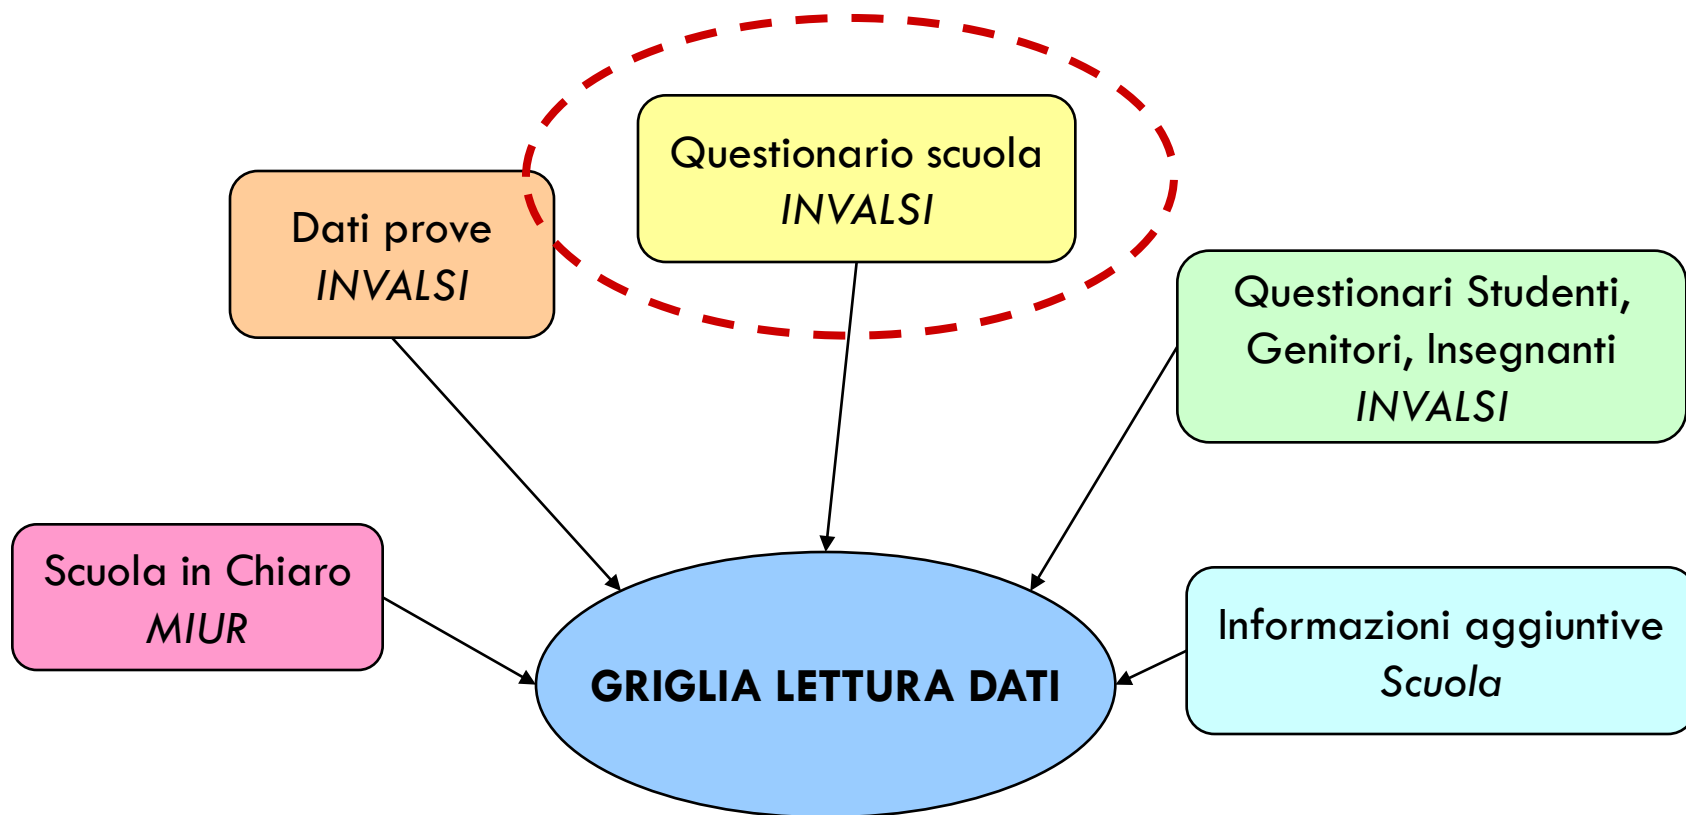 Questionario scuola
INVALSI
Dati prove
INVALSI
Questionari Studenti,
Genitori, Insegnanti
INVALSI
Scuola in Chiaro
MIUR
Informazioni aggiuntive
Scuola
GRIGLIA LETTURA DATI